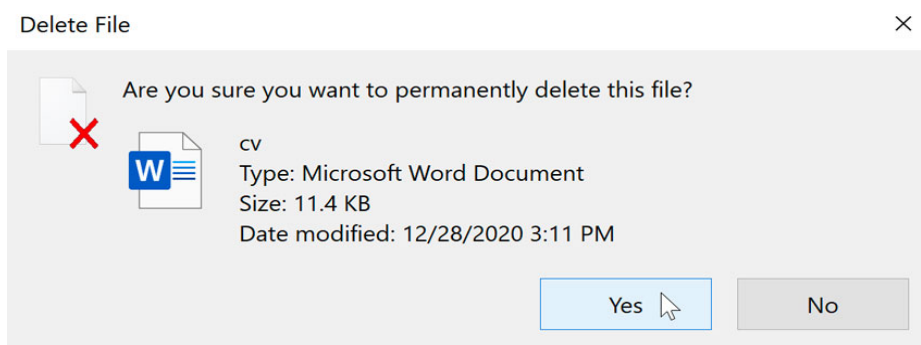 Delete File
Are you sure you want to permanently delete this file?
W
cv
Type: Microsoft Word Document
Size: 11.4 KB
Date modified: 12/28/2020 3:11 PM
Yes
No